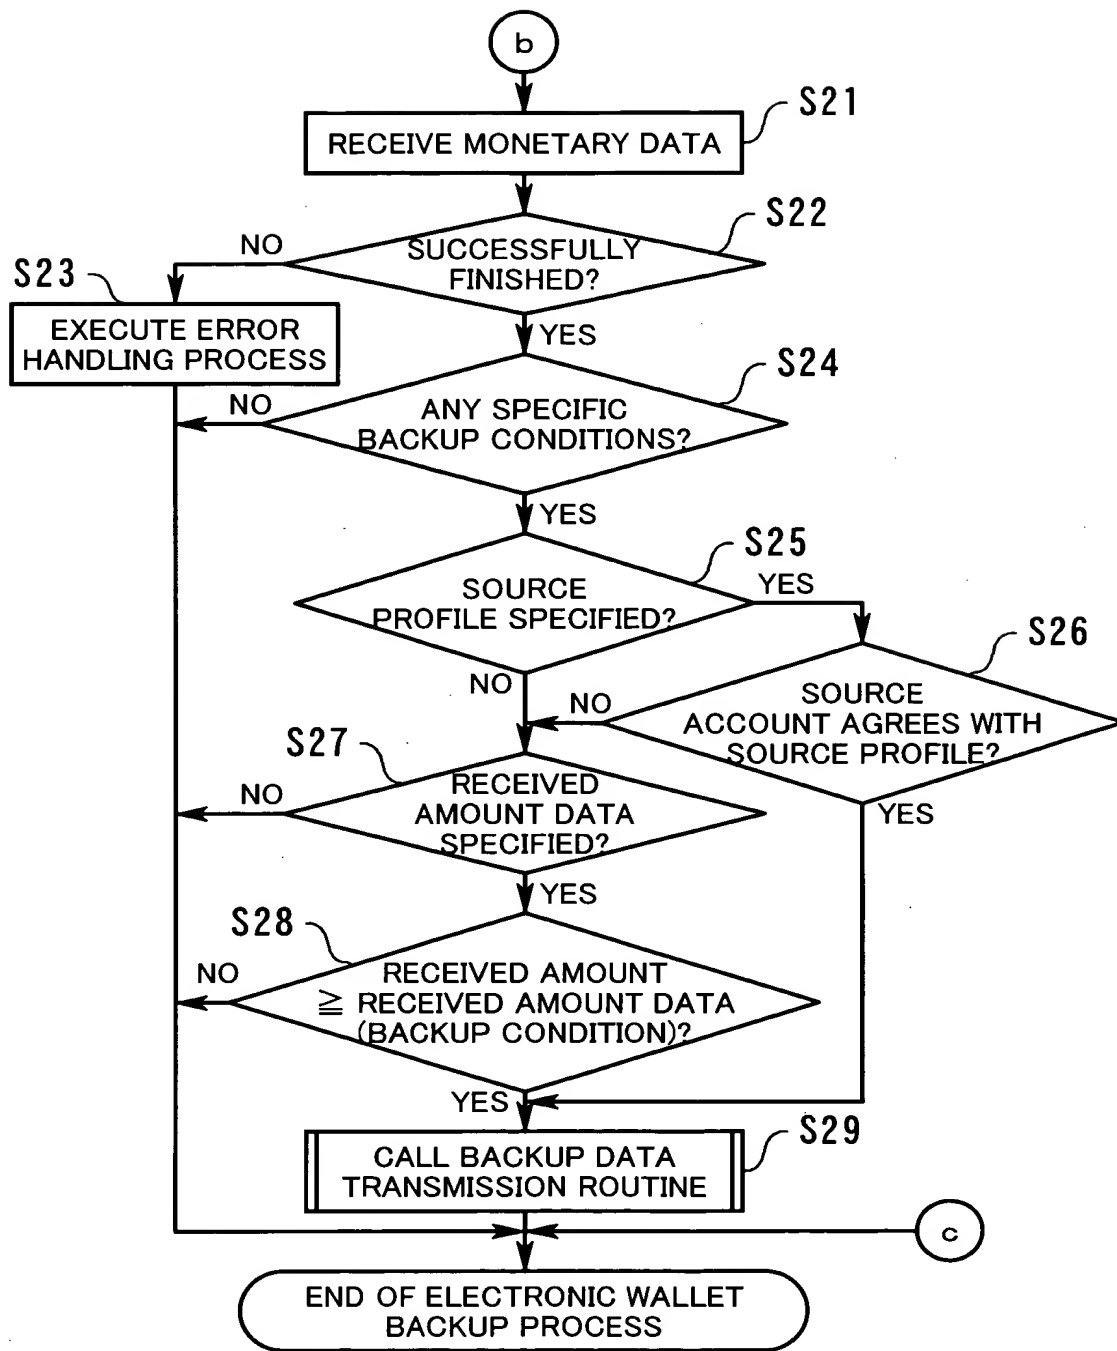 b
S21
RECEIVE MONETARY DATA
S22
NO
SUCCESSFULLY
FINISHED?
S23
YES
EXECUTE ERROR
HANDLING PROCESS
S24
NO
ANY SPECIFIC
BACKUP CONDITIONS?
YES
S25
YES
SOURCE
PROFILE SPECIFIED?
S26
NO
NO
SOURCE
ACCOUNT AGREES WITH
SOURCE PROFILE?
S27
NO
RECEIVED
AMOUNT DATA
SPECIFIED?
YES
YES
S28
NO
RECEIVED AMOUNT
≧ RECEIVED AMOUNT DATA
(BACKUP CONDITION)?
YES
S29
CALL BACKUP DATA
TRANSMISSION ROUTINE
c
END OF ELECTRONIC WALLET
BACKUP PROCESS